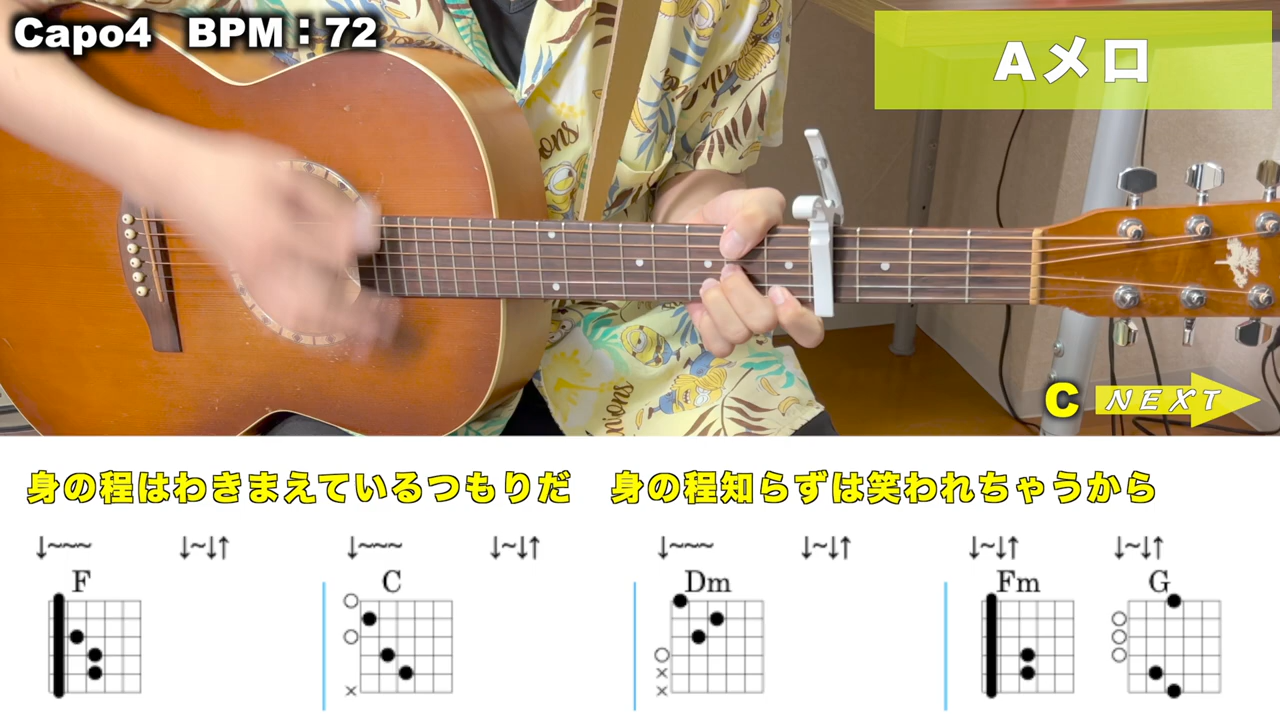 Capo4 BPM：72
Aメロ
C NEXT
身の程はわきまえているつもりだ 身の程知らずは笑われちゃうから
↓~~~ ↓~↓↑ ↓~~~ ↓~↓↑ ↓~~~ ↓~↓↑ ↓~↓↑ ↓~↓↑
F C Dm Fm G